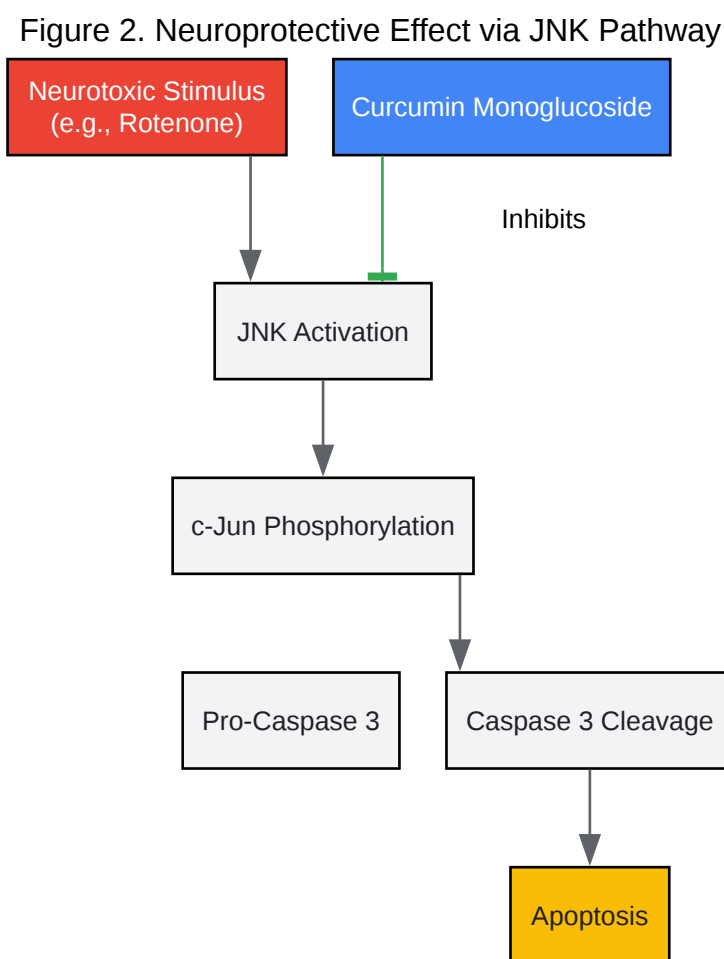 Figure 2. Neuroprotective Effect via JNK Pathway
Neurotoxic Stimulus
(e.g., Rotenone)
Curcumin Monoglucoside
Inhibits
JNK Activation
c-Jun Phosphorylation
Pro-Caspase 3
Caspase 3 Cleavage
Apoptosis